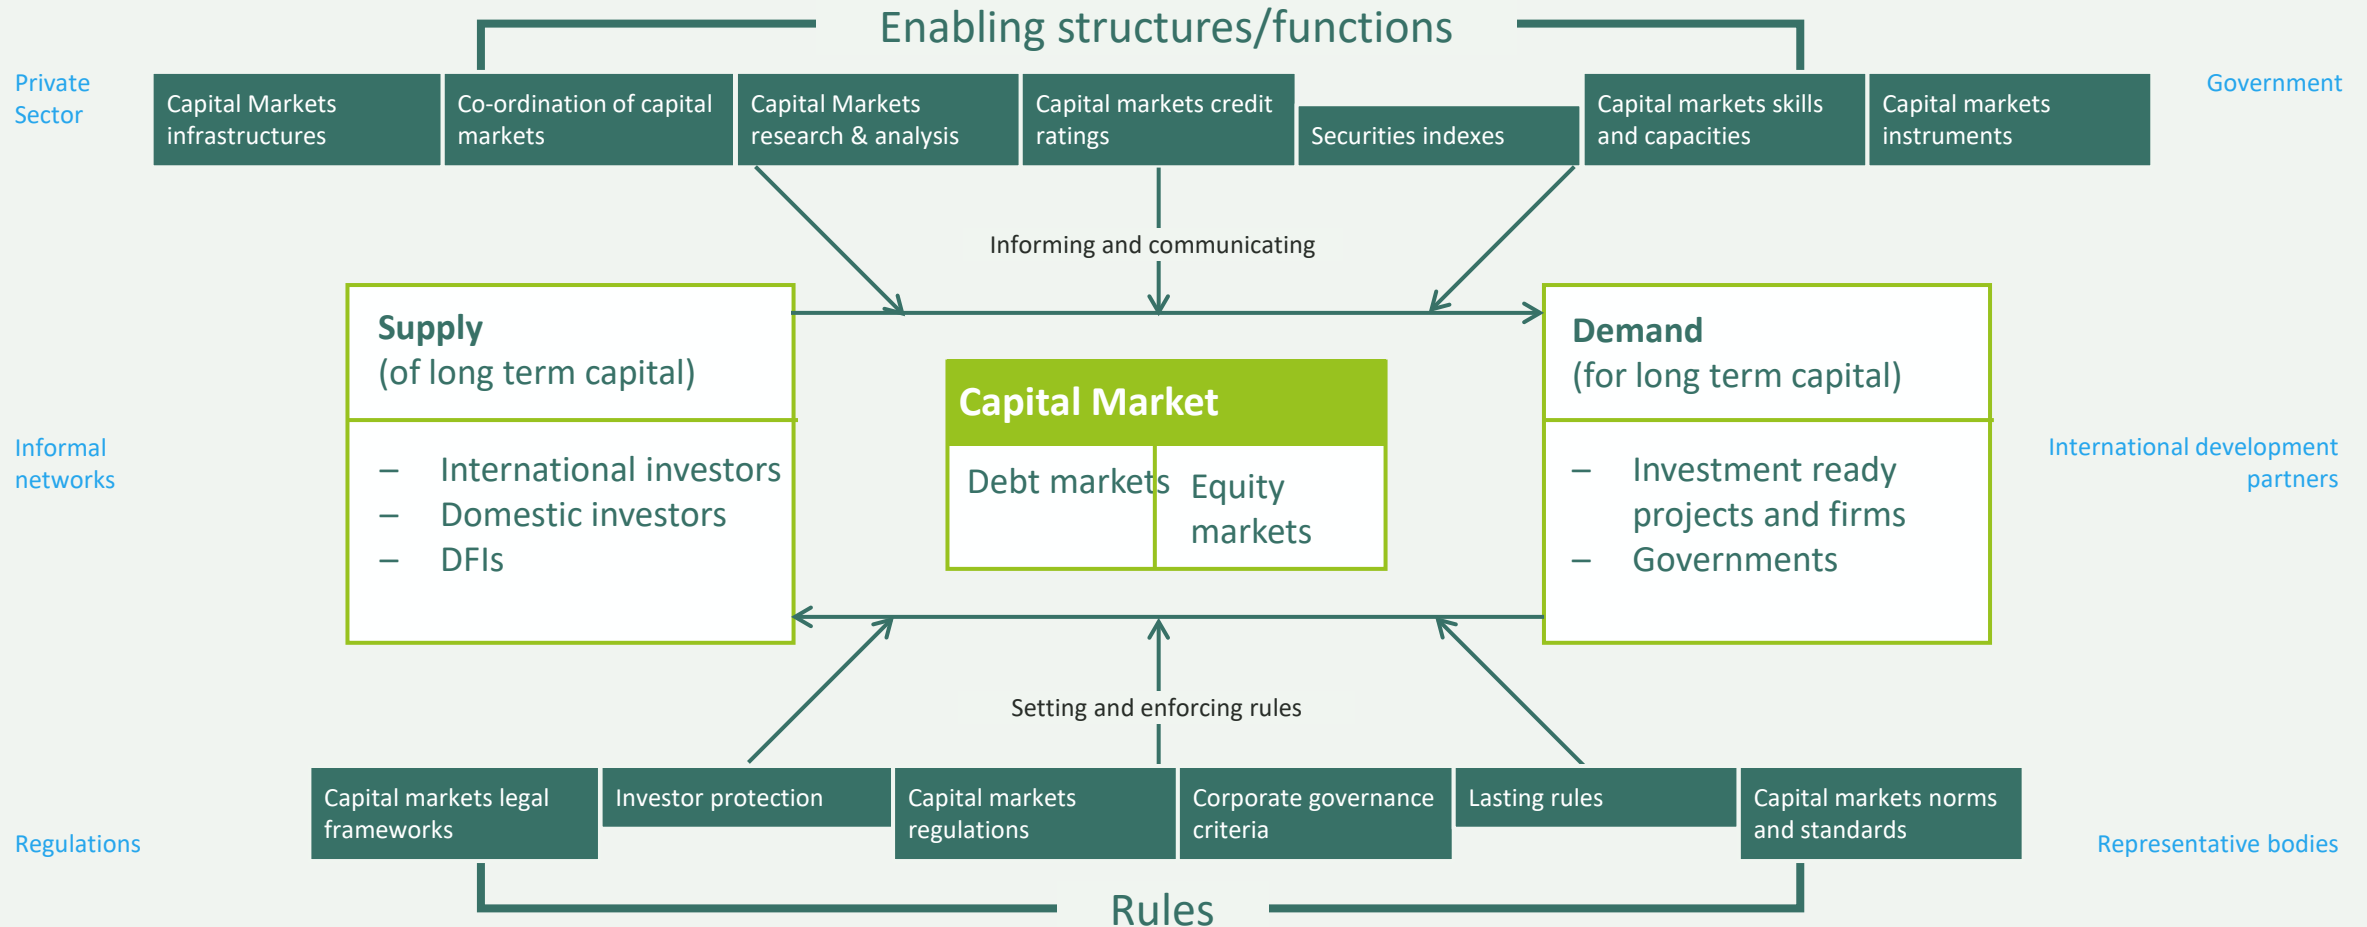 Enabling structures/functions
Private
Sector
Government
Capital Markets
infrastructures
Co-ordination of capital
markets
Capital Markets
research & analysis
Capital markets credit
ratings
Securities indexes
Capital markets skills
and capacities
Capital markets
instruments
Informing and communicating
Supply
(of long term capital)
– International investors
– Domestic investors
– DFIs
Capital Market
Debt markets
Equity
markets
Demand
(for long term capital)
– Investment ready
projects and firms
– Governments
Informal
networks
International development
partners
Setting and enforcing rules
Capital markets legal
frameworks
Investor protection
Capital markets
regulations
Corporate governance
criteria
Lasting rules
Capital markets norms
and standards
Regulations
Representative bodies
Rules